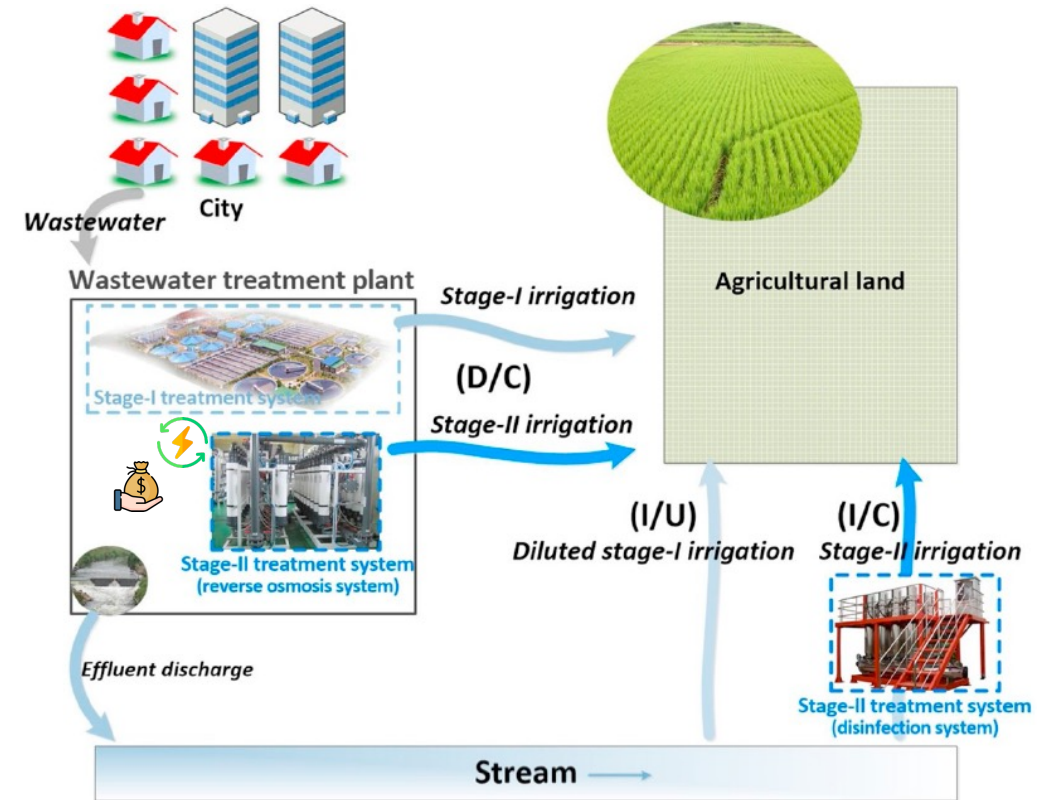 City
Wastewater
Wastewater treatment plant
Stage-I treatment system
$
Stage-II treatment system
(reverse osmosis system)
Effluent discharge
Stage-I irrigation
(D/C)
Stage-II irrigation
Agricultural land
(I/U)
Diluted stage-I irrigation
(I/C)
Stage-II irrigation
Stage-II treatment system
(disinfection system)
Stream